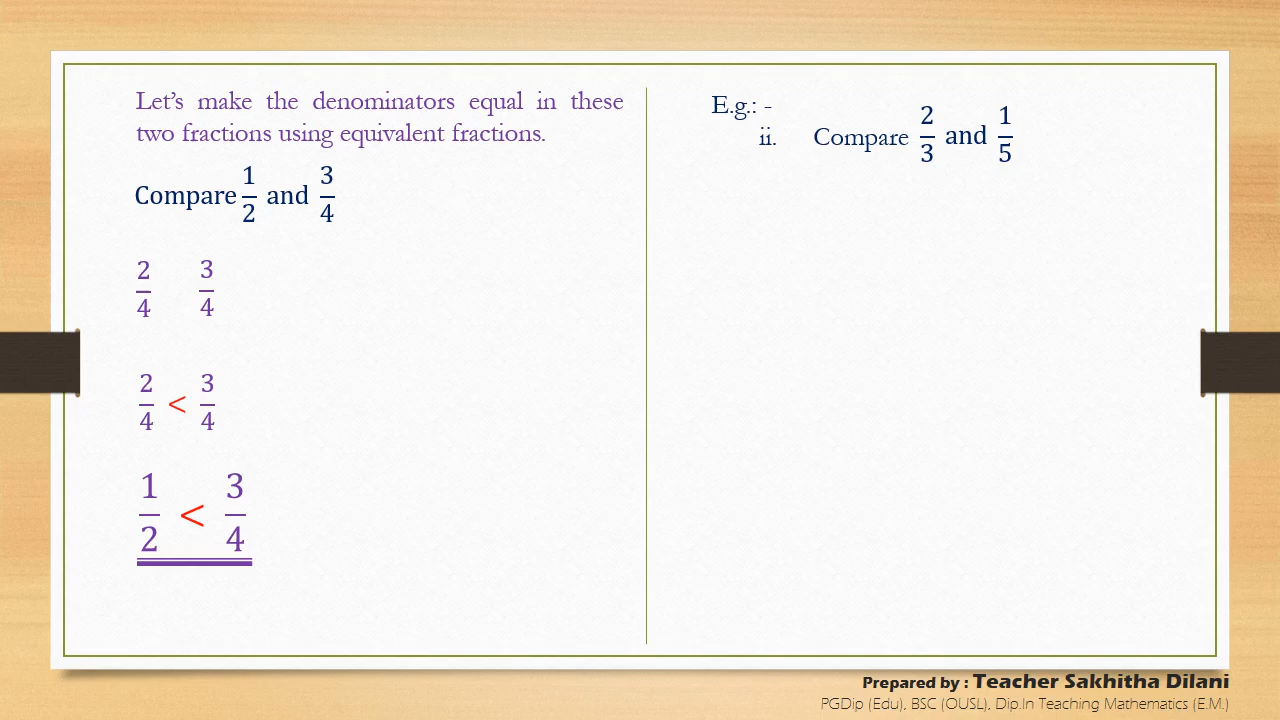 Let’s make the denominators equal in these
two fractions using equivalent fractions.
Compare 1/2 and 3/4
2/4 3/4
2/4 < 3/4
1/2 < 3/4
E.g.: -
ii. Compare 2/3 and 1/5
Prepared by : Teacher Sakhitha Dilani
PGDip (Edu), BSC (OUSL), Dip.In Teaching Mathematics (E.M.)